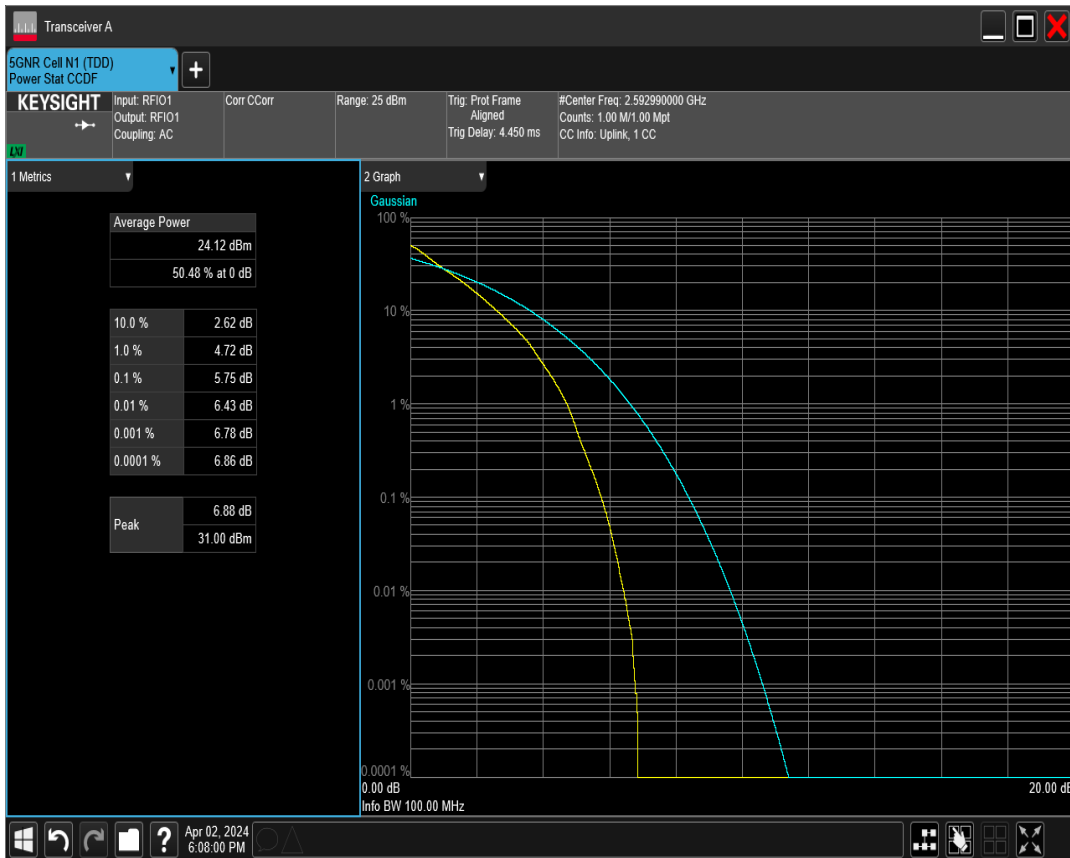 Transceiver A
5GNR Cell N1 (TDD)
Power Stat CCDF
KEYSIGHT
LXI
Input: RFIO1
Output: RFIO1
Coupling: AC
Corr CCorr
Range: 25 dBm
Trig: Prot Frame
Aligned
Trig Delay: 4.450 ms
#Center Freq: 2.592990000 GHz
Counts: 1.00 M/1.00 Mpt
CC Info: Uplink, 1 CC
1 Metrics
Average Power
24.12 dBm
50.48 % at 0 dB
10.0 % 2.62 dB
1.0 % 4.72 dB
0.1 % 5.75 dB
0.01 % 6.43 dB
0.001 % 6.78 dB
0.0001 % 6.86 dB
Peak 6.88 dB
31.00 dBm
2 Graph
Gaussian
100 %
10 %
1 %
0.1 %
0.01 %
0.001 %
0.0001 %
0.00 dB 20.00 dB
Info BW 100.00 MHz
? Apr 02, 2024
6:08:00 PM